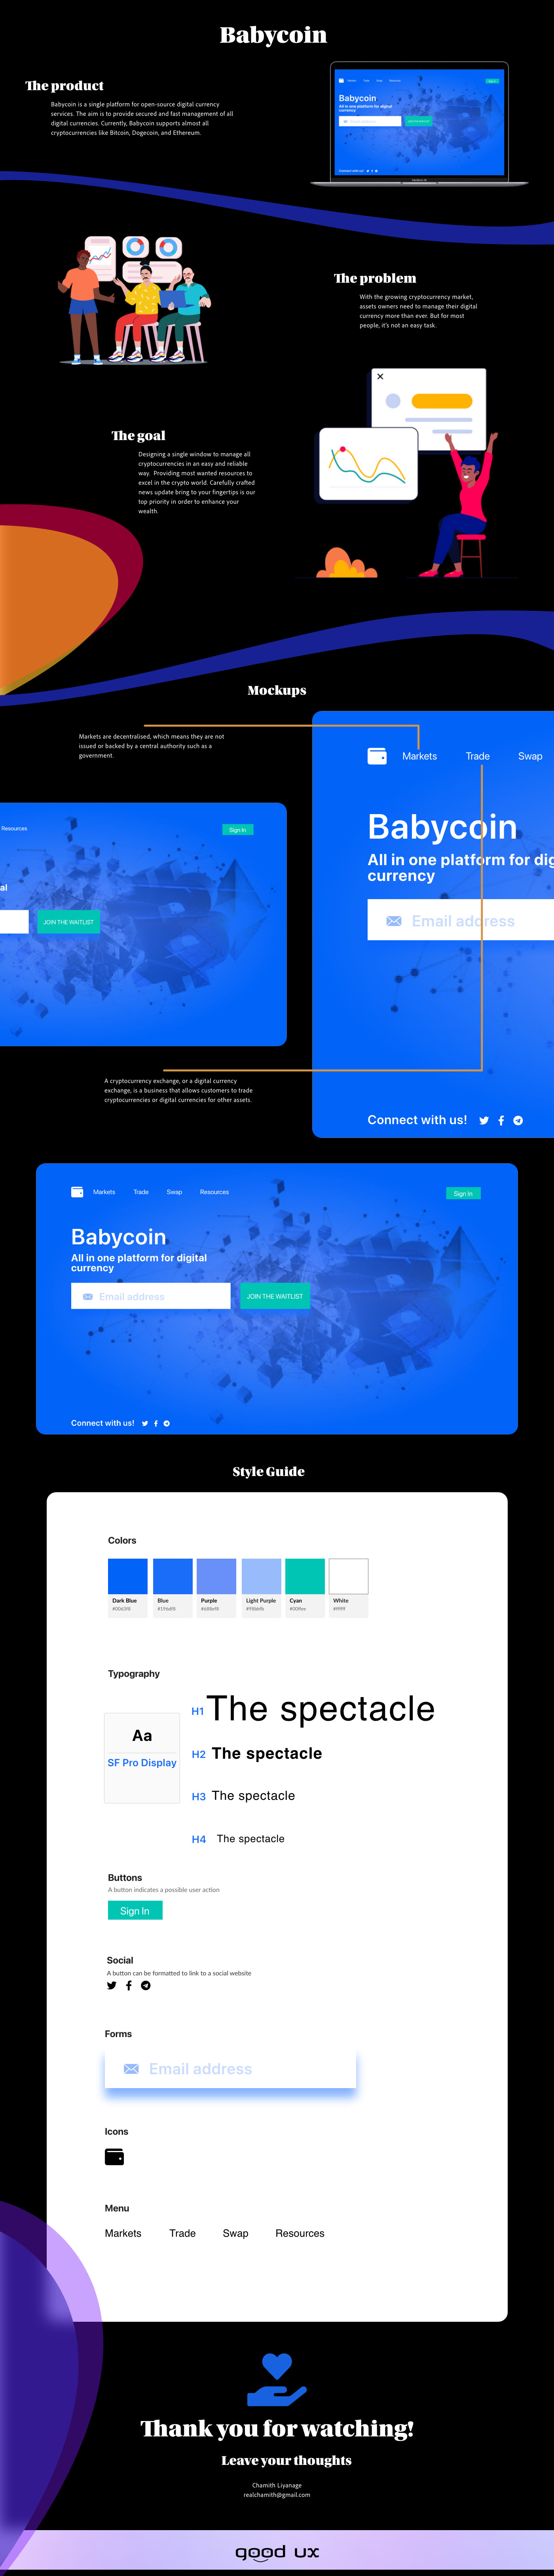 Babycoin
The product
Babycoin is a single platform for open-source digital currency
services. The aim is to provide secured and fast management of all
digital currencies. Currently, Babycoin supports almost all
cryptocurrencies like Bitcoin, Dogecoin, and Ethereum.
Babycoin
All in one platform for digital
currency
Connect with us!
The problem
With the growing cryptocurrency market,
assets owners need to manage their digital
currency more than ever. But for most
people, it's not an easy task.
The goal
Designing a single window to manage all
cryptocurrencies in an easy and reliable
way. Providing most wanted resources to
excel in the crypto world. Carefully crafted
news update bring to your fingertips is our
top priority in order to enhance your
wealth.
Mockups
Markets are decentralised, which means they are not
issued or backed by a central authority such as a
government.
Markets Trade Swap
Babycoin
All in one platform for dig
currency
Email address
Connect with us!
Resources
Sign In
al
JOIN THE WAITLIST
A cryptocurrency exchange, or a digital currency
exchange, is a business that allows customers to trade
cryptocurrencies or digital currencies for other assets.
Markets Trade Swap Resources
Sign In
Babycoin
All in one platform for digital
currency
Email address
JOIN THE WAITLIST
Connect with us!
Style Guide
Colors
Dark Blue Blue Purple Light Purple Cyan White
Typography
Aa
SF Pro Display
H1 The spectacle
H2 The spectacle
H3 The spectacle
H4 The spectacle
Buttons
A button indicates a possible user action
Sign In
Social
A button can be formatted to link to a social website
Forms
Email address
Icons
Menu
Markets Trade Swap Resources
Thank you for watching!
Leave your thoughts
Chamith Liyanage
realchamith@gmail.com
good ux